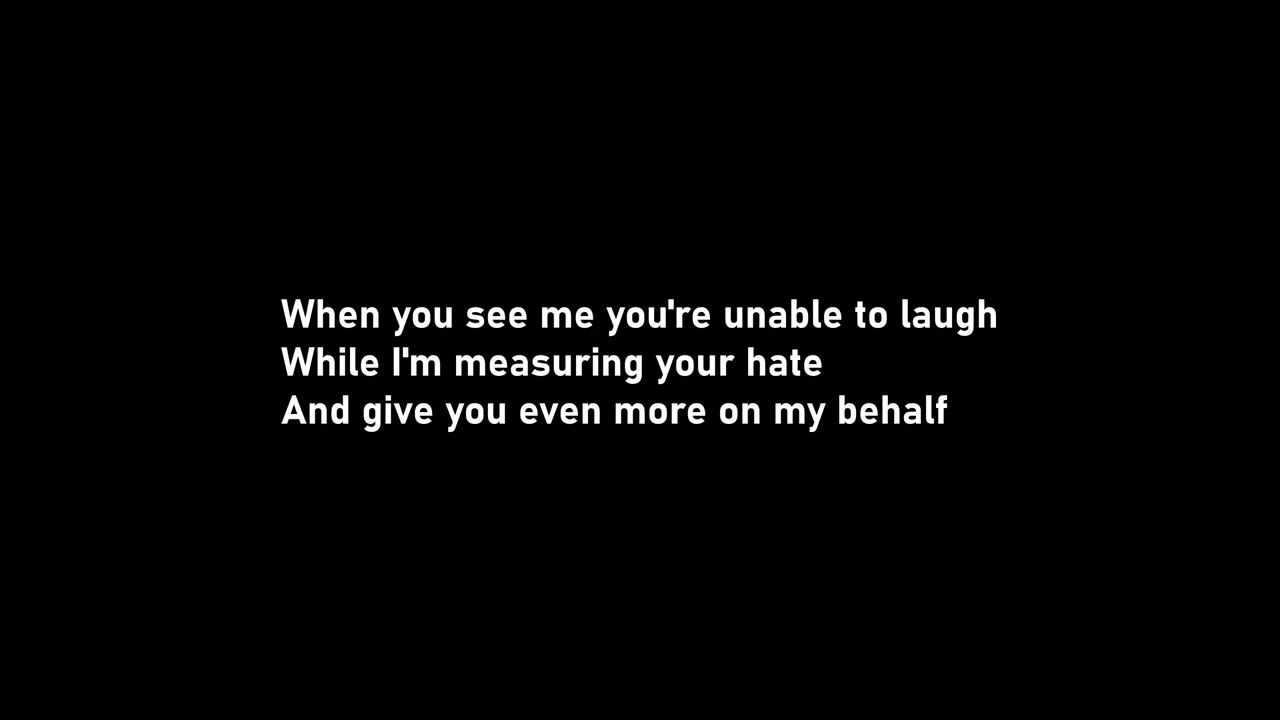 When you see me you're unable to laugh
While I'm measuring your hate
And give you even more on my behalf